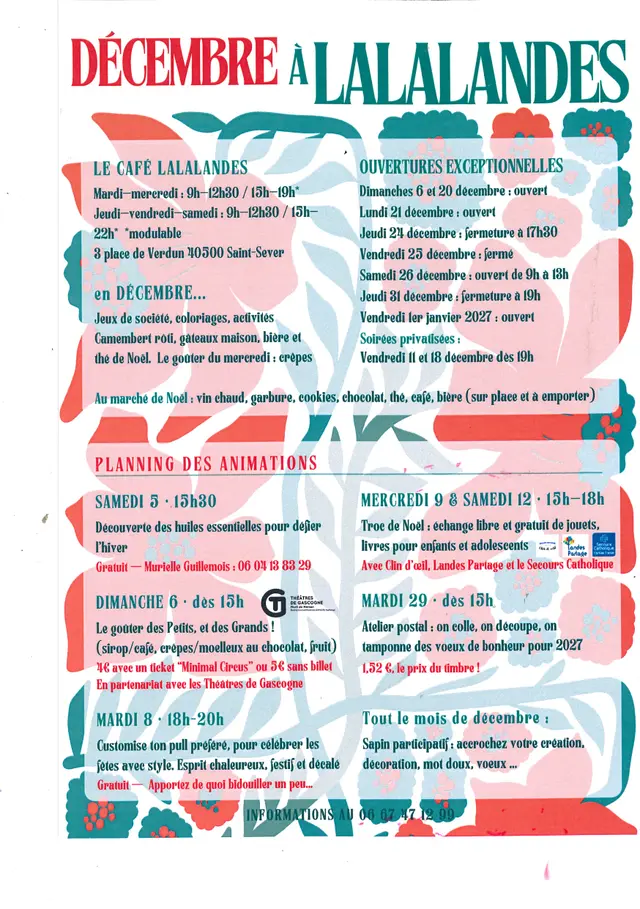 DÉCEMBRE À LALALANDES
LE CAFÉ LALALANDES
Mardi–mercredi : 9h–12h30 / 15h–19h*
Jeudi–vendredi–samedi : 9h–12h30 / 15h–
22h* *modulable
3 place de Verdun 40500 Saint-Sever
en DÉCEMBRE...
Jeux de société, coloriages, activités
Camembert rôti, gâteaux maison, bière et
thé de Noël. Le goûter du mercredi : crêpes
OUVERTURES EXCEPTIONNELLES
Dimanches 6 et 20 décembre : ouvert
Lundi 21 décembre : ouvert
Jeudi 24 décembre : fermeture à 17h30
Vendredi 25 décembre : fermé
Samedi 26 décembre : ouvert de 9h à 13h
Jeudi 31 décembre : fermeture à 19h
Vendredi 1er janvier 2027 : ouvert
Soirées privatisées :
Vendredi 11 et 18 décembre dès 19h
Au marché de Noël : vin chaud, garbure, cookies, chocolat, thé, café, bière (sur place et à emporter)
PLANNING DES ANIMATIONS
SAMEDI 5 · 15h30
Découverte des huiles essentielles pour défier
l'hiver
Gratuit — Murielle Guillemois : 06 04 13 83 29
DIMANCHE 6 · dès 15h
THÉÂTRES
DE GASCOGNE
Le goûter des Petits, et des Grands !
(sirop/café, crêpes/moelleux au chocolat, fruit)
4€ avec un ticket "Minimal Circus" ou 5€ sans billet
En partenariat avec les Théâtres de Gascogne
MARDI 8 · 18h-20h
Customise ton pull préféré, pour célébrer les
fêtes avec style. Esprit chaleureux, festif et décalé
Gratuit — Apportez de quoi bidouiller un peu...
MERCREDI 9 & SAMEDI 12 · 15h–18h
Troc de Noël : échange libre et gratuit de jouets,
livres pour enfants et adolescents
Landes
Partage
Secours
Catholique
Avec Clin d'œil, Landes Partage et le Secours Catholique
MARDI 29 · dès 15h
Atelier postal : on colle, on découpe, on
tamponne des voeux de bonheur pour 2027
1,52 €, le prix du timbre !
Tout le mois de décembre :
Sapin participatif : accrochez votre création,
décoration, mot doux, voeux ...
INFORMATIONS AU 06 67 47 12 99